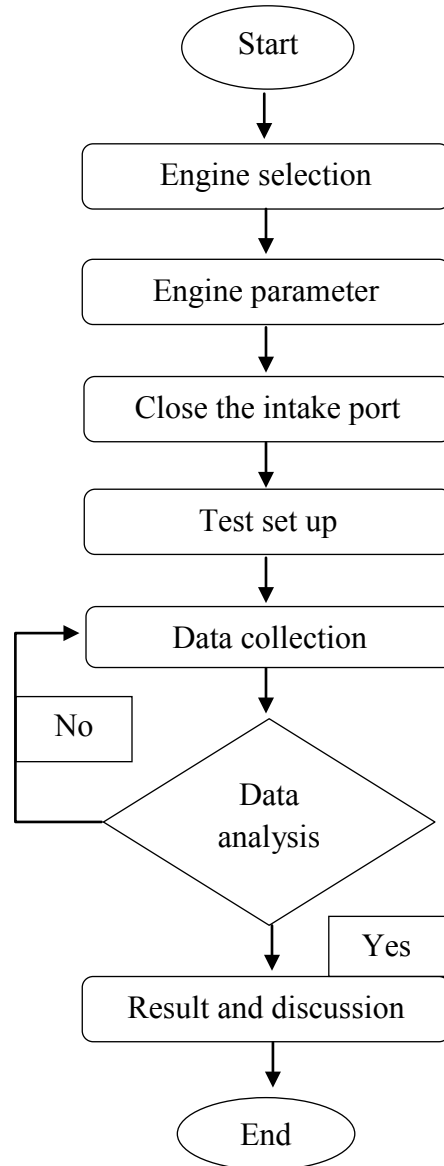 Start
Engine selection
Engine parameter
Close the intake port
Test set up
Data collection
No
Data
analysis
Yes
Result and discussion
End